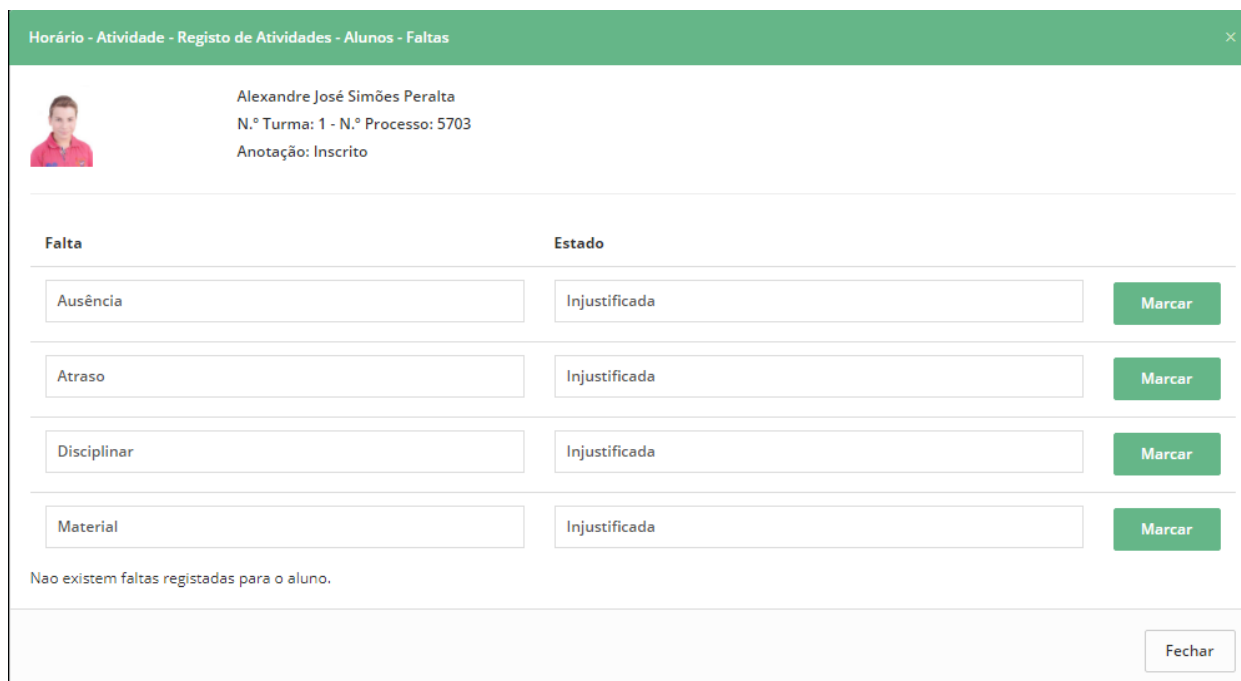 Horário - Atividade - Registo de Atividades - Alunos - Faltas ×
Alexandre José Simões Peralta
N.º Turma: 1 - N.º Processo: 5703
Anotação: Inscrito
Falta Estado
Ausência Injustificada Marcar
Atraso Injustificada Marcar
Disciplinar Injustificada Marcar
Material Injustificada Marcar
Nao existem faltas registadas para o aluno.
Fechar